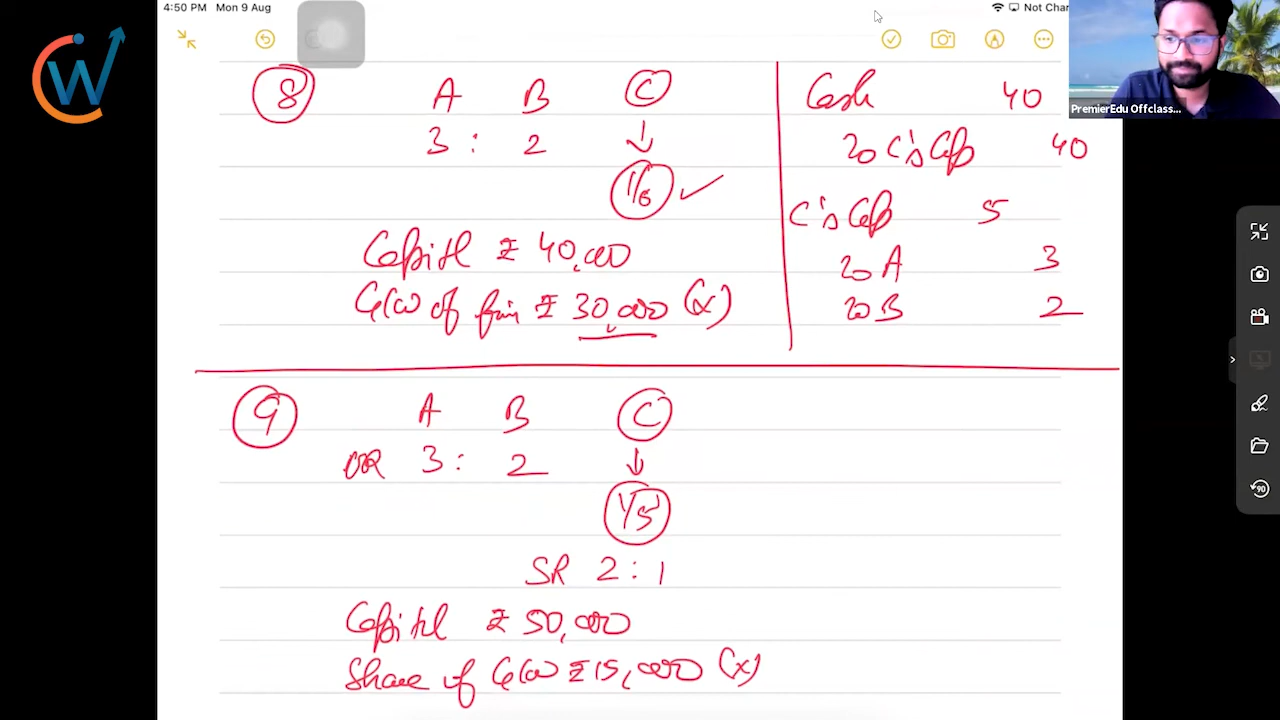 4:50 PM Mon 9 Aug
Not Char
PremierEdu Offclass...
W
8 A B C
3 : 2
1/6
Capital ₹ 40,000
G/W of firm ₹ 30,000 (x)
Cash 40
To C's Cap 40
C's Cap 5
To A 3
To B 2
9 A B C
OR 3 : 2
1/5
SR 2 : 1
Capital ₹ 50,000
Share of G/W ₹ 15,000 (x)
90